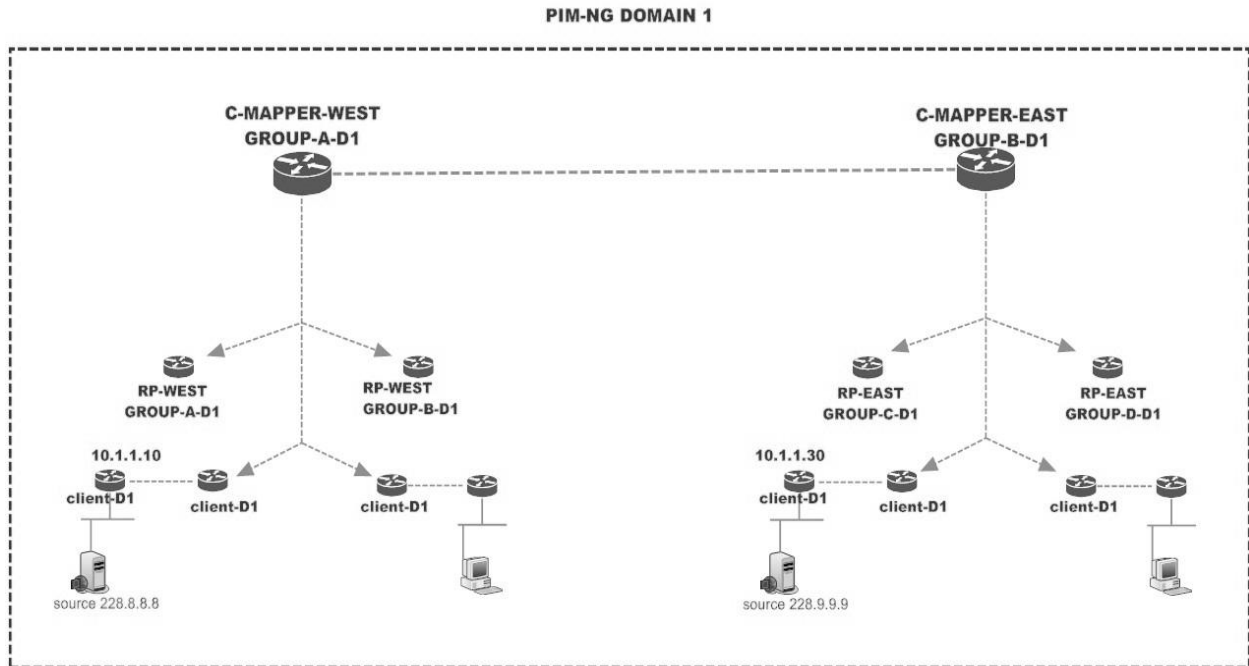 PIM-NG DOMAIN 1
C-MAPPER-WEST
GROUP-A-D1
C-MAPPER-EAST
GROUP-B-D1
RP-WEST
GROUP-A-D1
RP-WEST
GROUP-B-D1
RP-EAST
GROUP-C-D1
RP-EAST
GROUP-D-D1
10.1.1.10
client-D1
client-D1
client-D1
10.1.1.30
client-D1
client-D1
client-D1
source 228.8.8.8
source 228.9.9.9